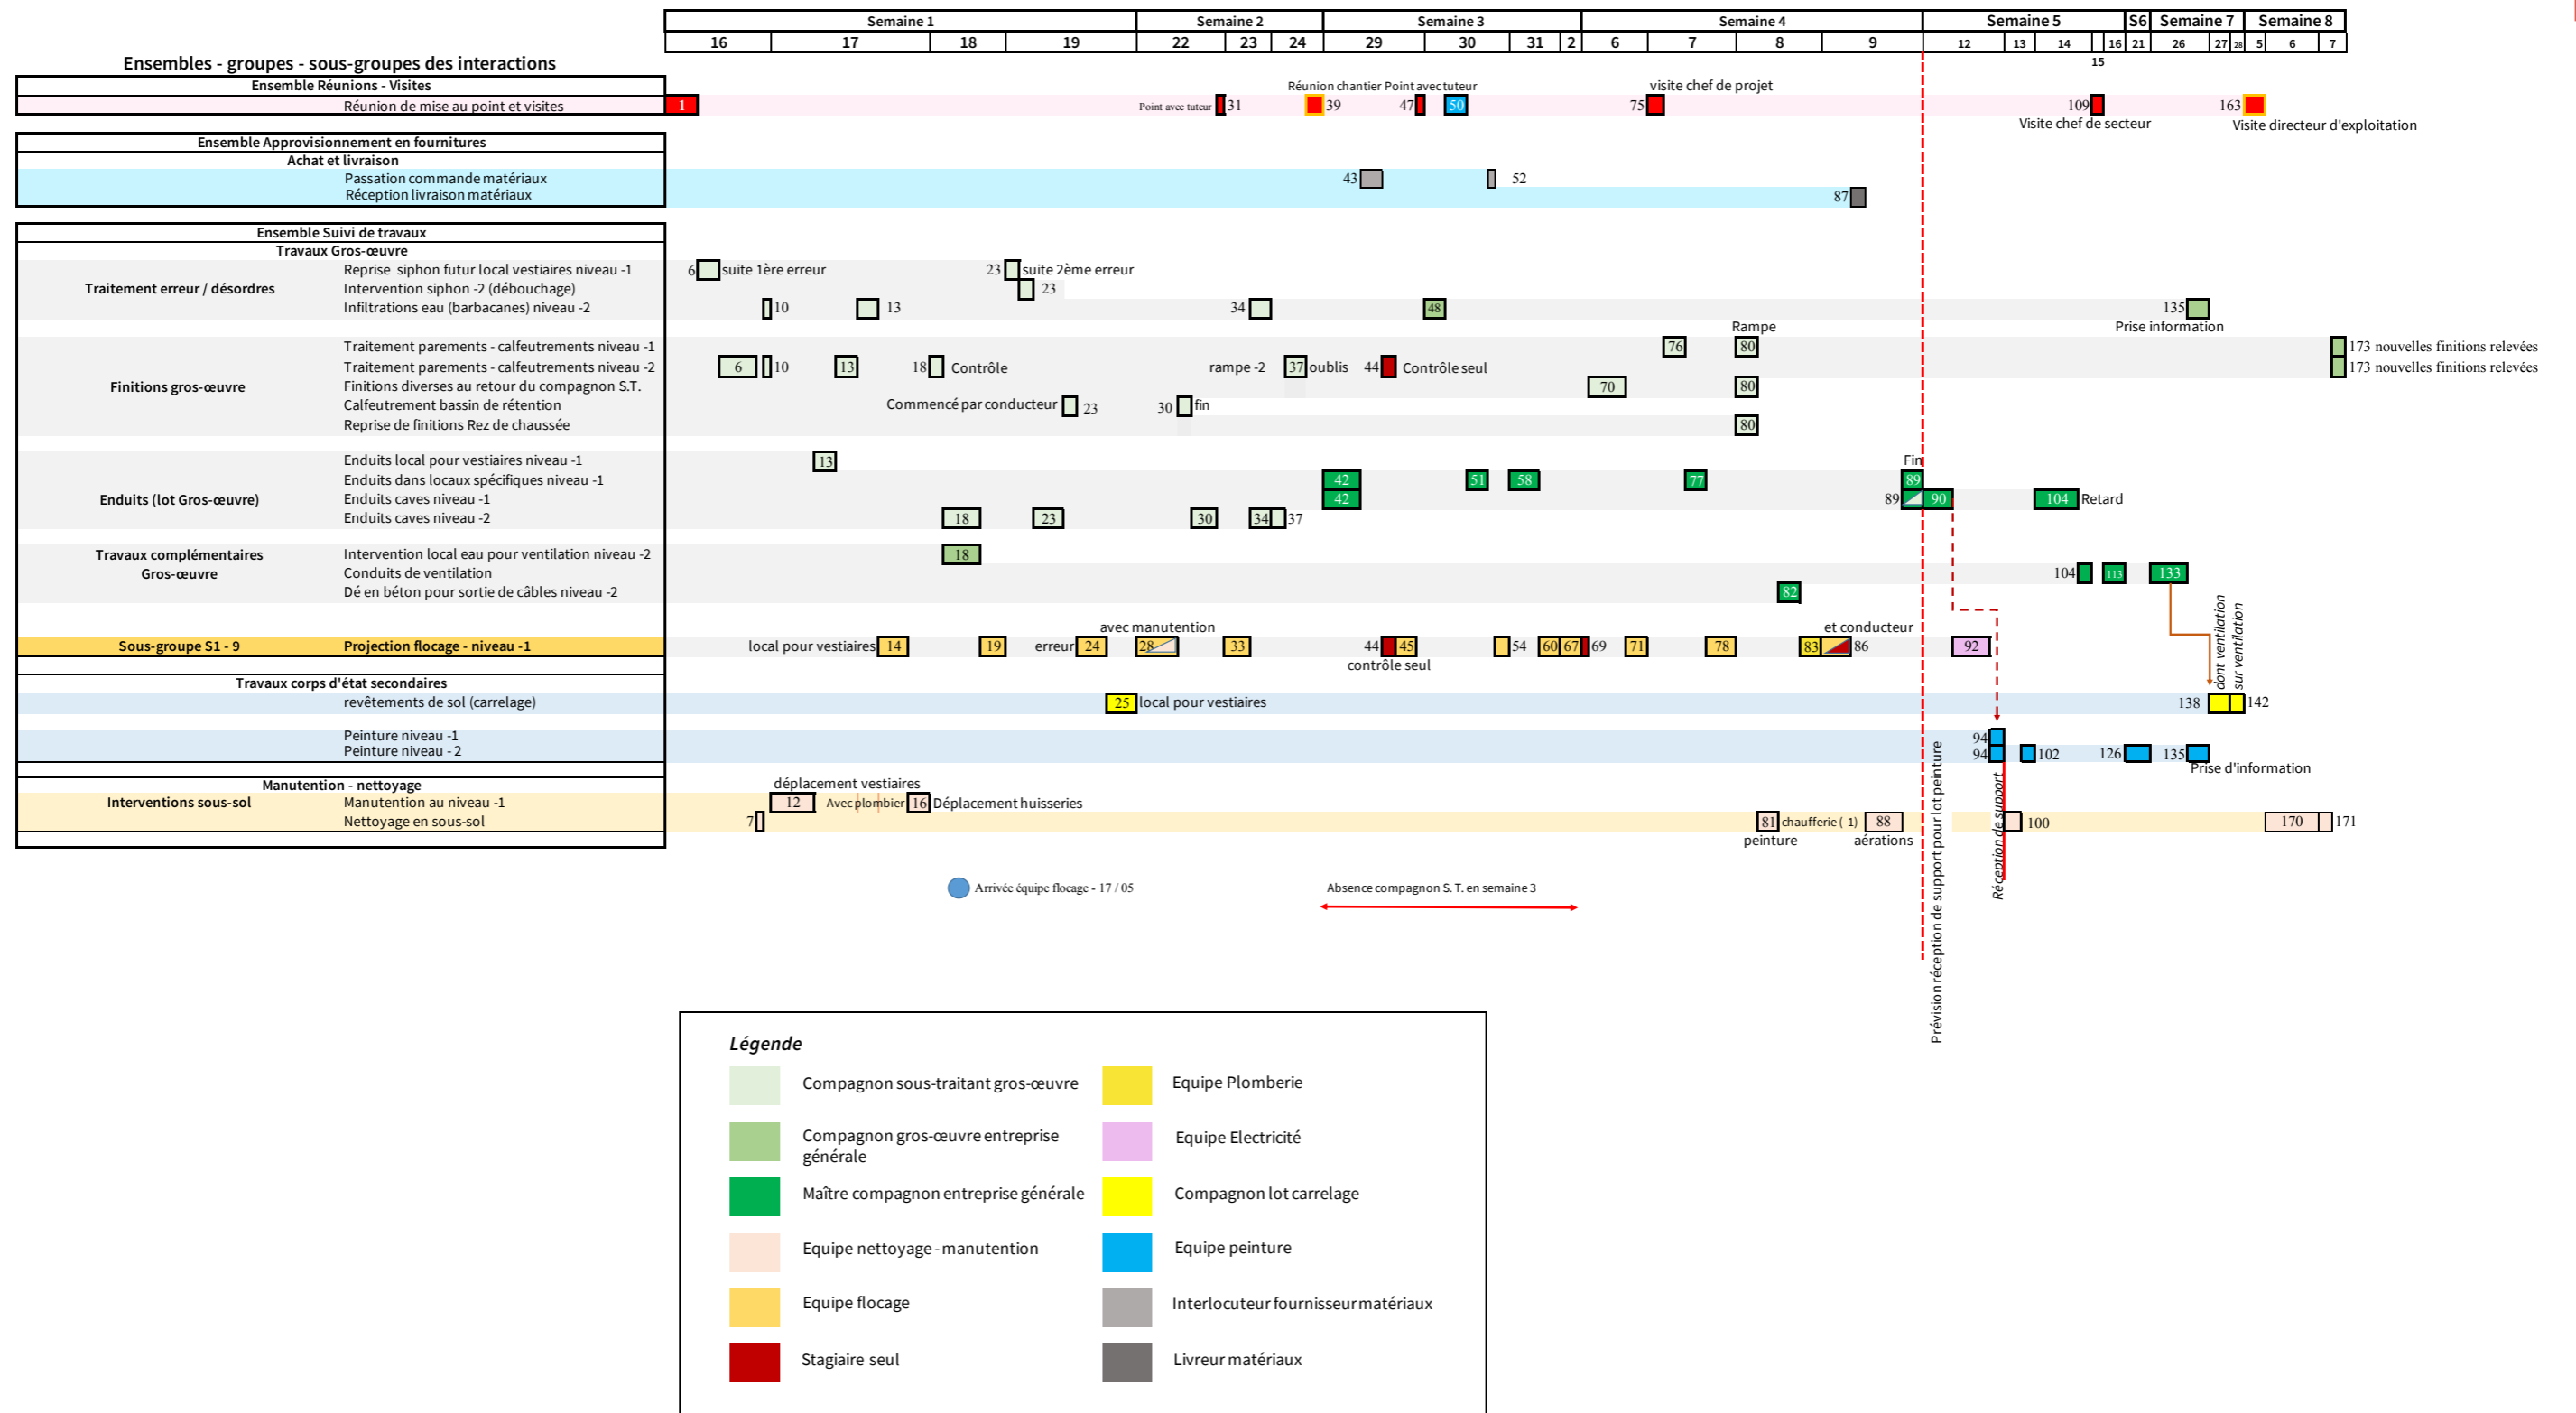 Semaine 1 Semaine 2 Semaine 3 Semaine 4 Semaine 5 S6 Semaine 7 Semaine 8
16 17 18 19 22 23 24 29 30 31 2 6 7 8 9 12 13 14 16 21 26 27 28 5 6 7
15
Ensembles - groupes - sous-groupes des interactions
Ensemble Réunions - Visites
Réunion chantier Point avec tuteur visite chef de projet
Réunion de mise au point et visites 1 Point avec tuteur 31 39 47 50 75 109 163
Visite chef de secteur Visite directeur d'exploitation
Ensemble Approvisionnement en fournitures
Achat et livraison
Passation commande matériaux 43 52
Réception livraison matériaux 87
Ensemble Suivi de travaux
Travaux Gros-œuvre
Reprise siphon futur local vestiaires niveau -1 6 suite 1ère erreur 23 suite 2ème erreur
Traitement erreur / désordres Intervention siphon -2 (débouchage) 23
Infiltrations eau (barbacanes) niveau -2 10 13 34 48 135
Rampe Prise information
Traitement parements - calfeutrements niveau -1 76 80 173 nouvelles finitions relevées
Traitement parements - calfeutrements niveau -2 6 10 13 18 Contrôle rampe -2 37 oublis 44 Contrôle seul 173 nouvelles finitions relevées
Finitions gros-œuvre Finitions diverses au retour du compagnon S.T. 70 80
Calfeutrement bassin de rétention Commencé par conducteur 23 30 fin
Reprise de finitions Rez de chaussée 80
Enduits local pour vestiaires niveau -1 13 Fin
Enduits dans locaux spécifiques niveau -1 42 51 58 77 89
Enduits (lot Gros-œuvre) Enduits caves niveau -1 42 89 90 104 Retard
Enduits caves niveau -2 18 23 30 34 37
Travaux complémentaires Intervention local eau pour ventilation niveau -2 18
Gros-œuvre Conduits de ventilation 104 113 133
Dé en béton pour sortie de câbles niveau -2 82
avec manutention et conducteur
Sous-groupe S1 - 9 Projection flocage - niveau -1 local pour vestiaires 14 19 erreur 24 28 33 44 45 54 60 67 69 71 78 83 86 92
contrôle seul
dont ventilation
sur ventilation
Travaux corps d'état secondaires
revêtements de sol (carrelage) 25 local pour vestiaires 138 142
Peinture niveau -1 94
Peinture niveau - 2 94 102 126 135
Prise d'information
Manutention - nettoyage déplacement vestiaires
Interventions sous-sol Manutention au niveau -1 12 Avec plombier 16 Déplacement huisseries
Nettoyage en sous-sol 7 81 chaufferie (-1) 88 100 170 171
peinture aérations
Prévision réception de support pour lot peinture
Réception de support
Arrivée équipe flocage - 17 / 05 Absence compagnon S. T. en semaine 3
Légende
Compagnon sous-traitant gros-œuvre Equipe Plomberie
Compagnon gros-œuvre entreprise Equipe Electricité
générale
Maître compagnon entreprise générale Compagnon lot carrelage
Equipe nettoyage - manutention Equipe peinture
Equipe flocage Interlocuteur fournisseur matériaux
Stagiaire seul Livreur matériaux